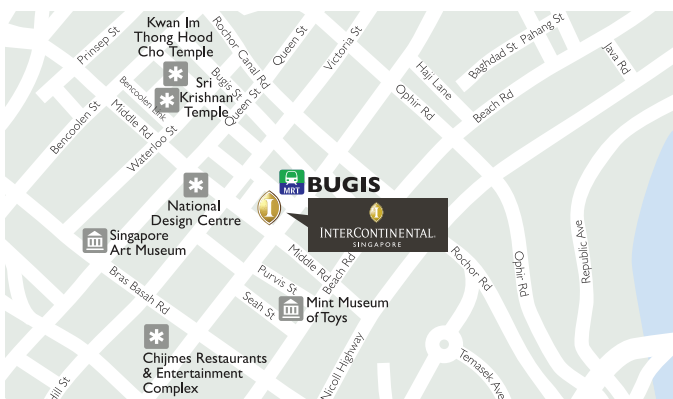 Kwan Im
Thong Hood
Cho Temple
Prinsep St
Rochor Canal Rd
Queen St
Victoria St
Haji Lane
Baghdad St
Pahang St
Java Rd
Sri
Krishnan
Temple
Bugis St
Queen St
Ophir Rd
Beach Rd
Bencoolen St
Bencoolen Link
Middle Rd
Waterloo St
MRT
BUGIS
National
Design Centre
I
I
INTERCONTINENTAL.
SINGAPORE
Singapore
Art Museum
Bras Basah Rd
Middle Rd
Beach Rd
Purvis St
Seah St
Mint Museum
of Toys
Rochor Rd
Ophir Rd
Republic Ave
Nicoll Highway
Temasek Ave
Chijmes Restaurants
& Entertainment
Complex
Hill St